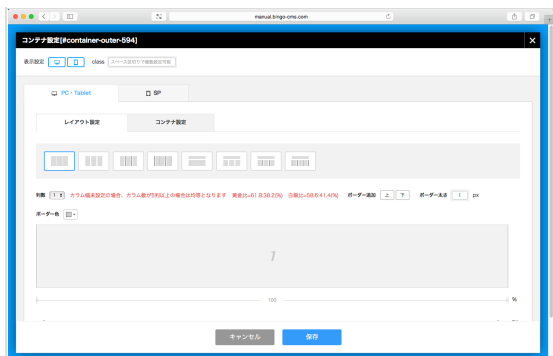 manual.bingo-cms.com
コンテナ設定[#container-outer-594]
表示設定 class スペース区切りで複数設定可能
PC・Tablet SP
レイアウト設定 コンテナ設定
列数 1 カラム幅未設定の場合、カラム数が5列以上の場合は均等となります 黄金比=61.8:38.2(%) 白銀比=58.6:41.4(%) ボーダー追加 上 下 ボーダー太さ 1 px
ボーダー色
1
100 %
キャンセル 保存